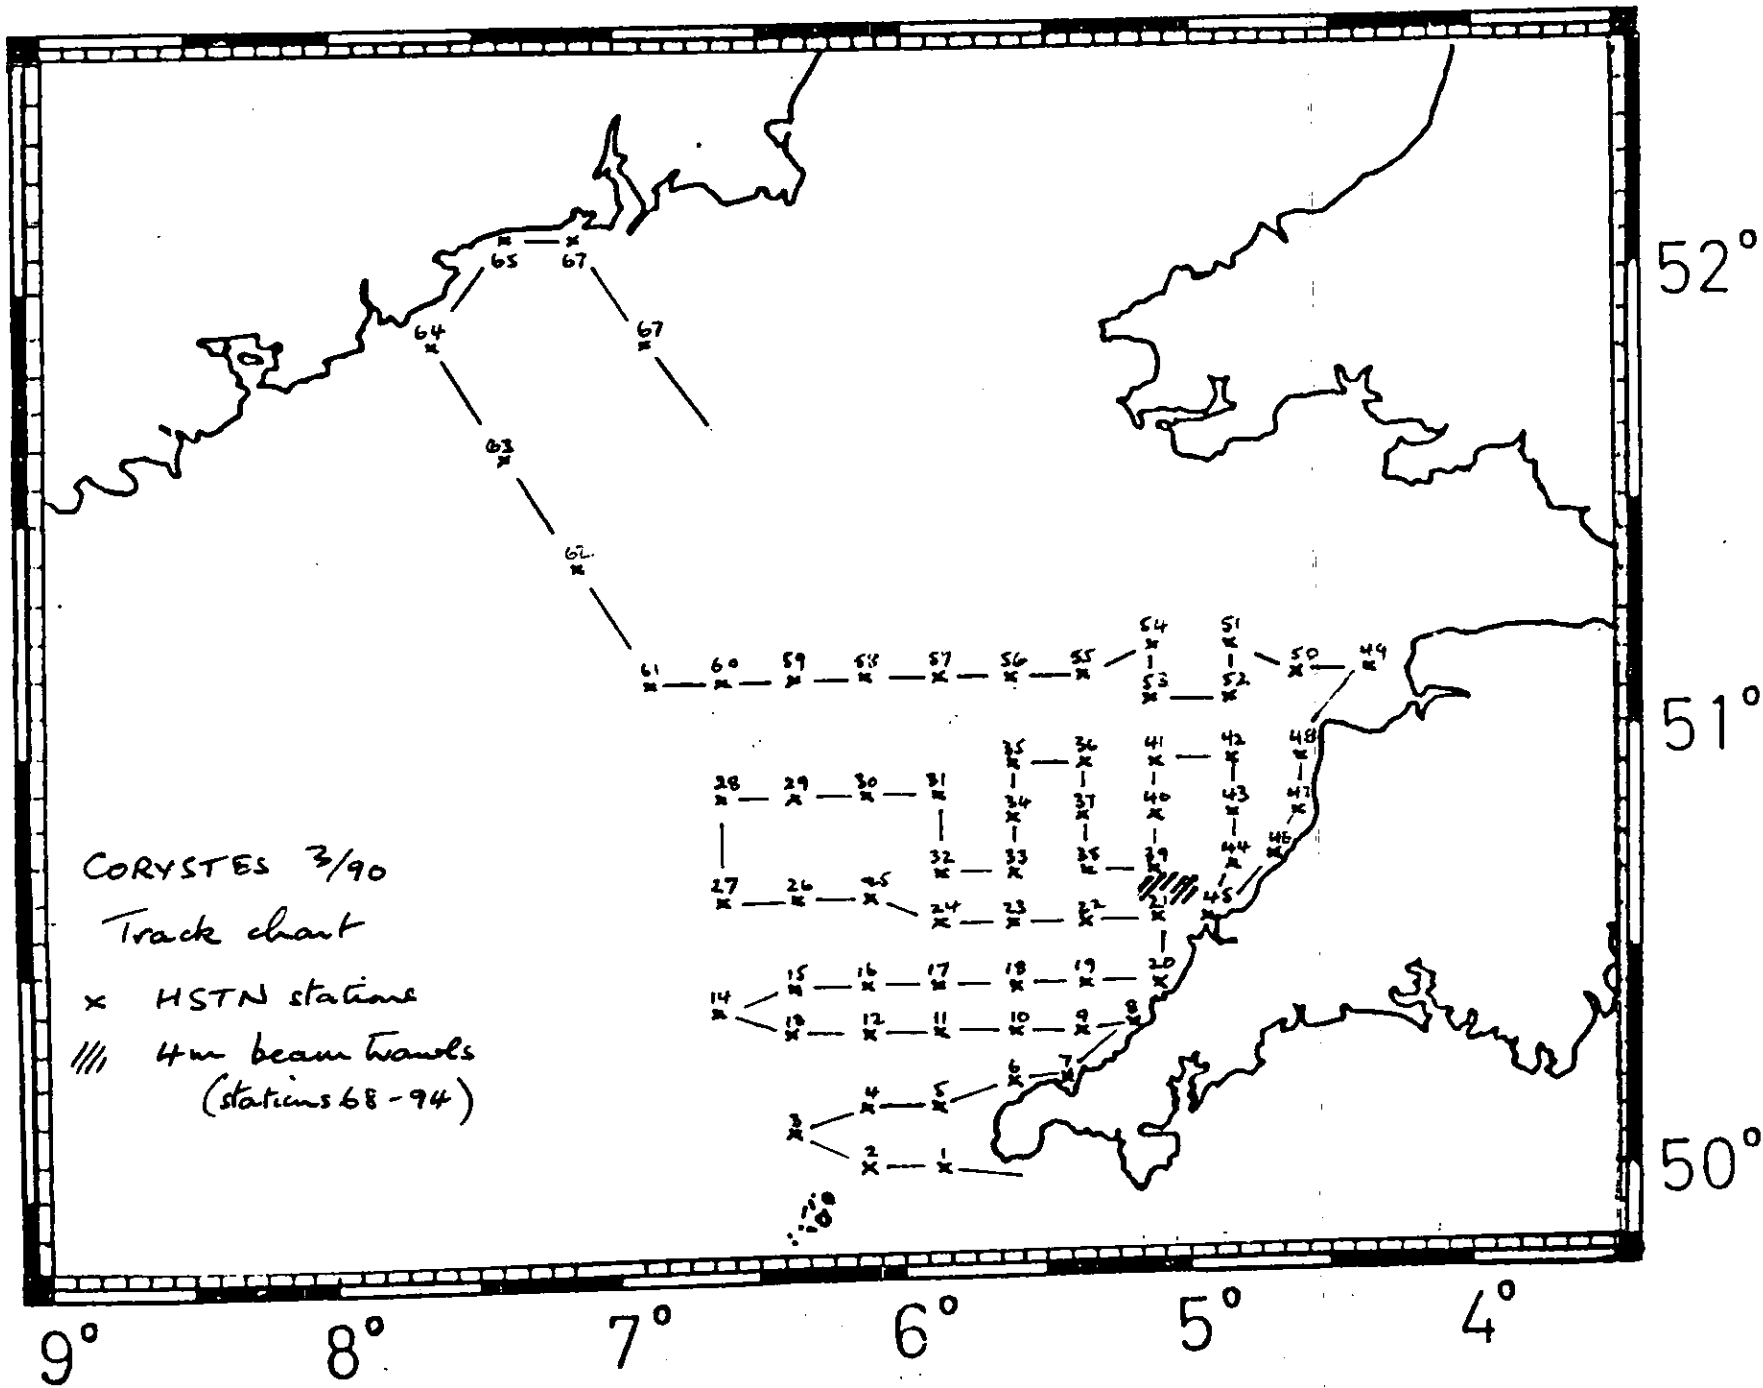 65 67
64 67
63
62
54 51
61 60 59 58 57 56 55 50 49
53 52
35 36 41 42 48
28 29 30 31 34 37 40 43 47
32 33 38 39 44 46
27 26 25 24 23 22 21 45
15 16 17 18 19 20
14 13 12 11 10 9 8
6 7
4 5
3
2 1
CORYSTES 3/90
Track chart
x HSTN stations
//// 4m beam trawls
(stations 68-94)
52°
51°
50°
9° 8° 7° 6° 5° 4°